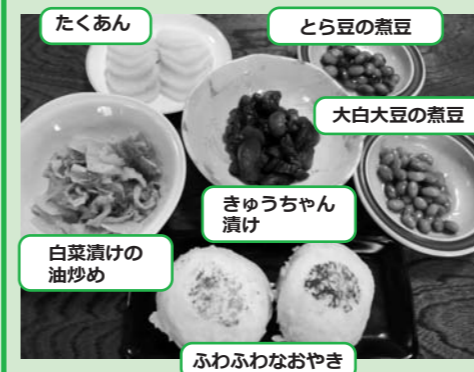 たくあん
とら豆の煮豆
大白大豆の煮豆
きゅうちゃん
漬け
白菜漬けの
油炒め
ふわふわなおやき